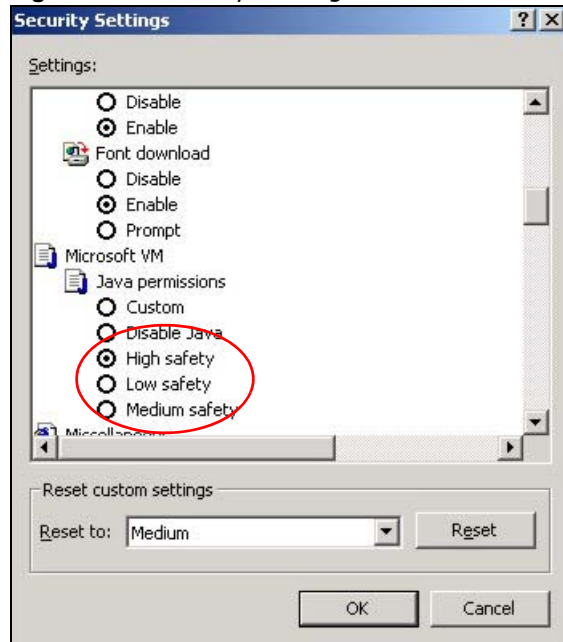 Security Settings
Settings:
Disable
Enable
Font download
Disable
Enable
Prompt
Microsoft VM
Java permissions
Custom
Disable Java
High safety
Low safety
Medium safety
Miscellaneous
Reset custom settings
Reset to: Medium Reset
OK Cancel